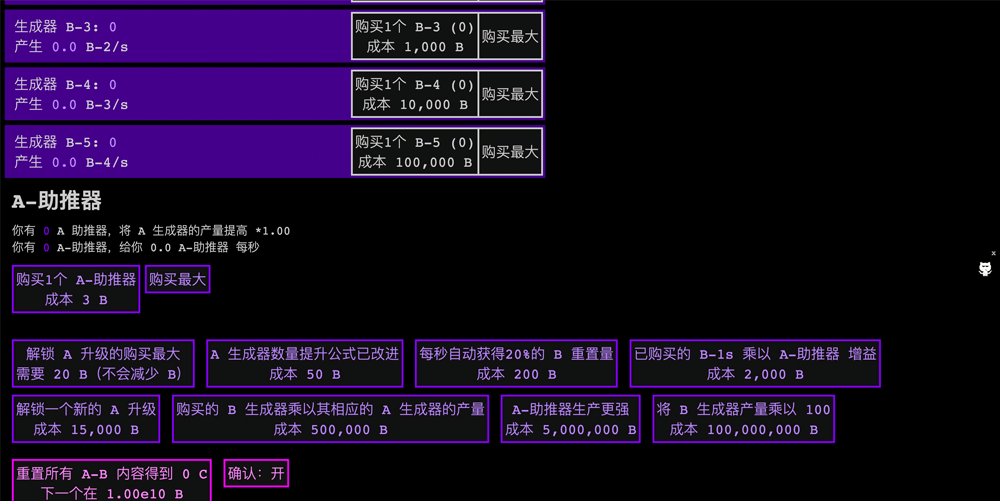 生成器 B-3: 0
产生 0.0 B-2/s
购买1个 B-3 (0)
成本 1,000 B
购买最大
生成器 B-4: 0
产生 0.0 B-3/s
购买1个 B-4 (0)
成本 10,000 B
购买最大
生成器 B-5: 0
产生 0.0 B-4/s
购买1个 B-5 (0)
成本 100,000 B
购买最大
A-助推器
你有 0 A 助推器，将 A 生成器的产量提高 *1.00
你有 0 A-助推器，给你 0.0 A-助推器 每秒
购买1个 A-助推器
成本 3 B
购买最大
x
解锁 A 升级的购买最大
需要 20 B（不会减少 B）
A 生成器数量提升公式已改进
成本 50 B
每秒自动获得20%的 B 重置量
成本 200 B
已购买的 B-1s 乘以 A-助推器 增益
成本 2,000 B
解锁一个新的 A 升级
成本 15,000 B
购买的 B 生成器乘以其相应的 A 生成器的产量
成本 500,000 B
A-助推器生产更强
成本 5,000,000 B
将 B 生成器产量乘以 100
成本 100,000,000 B
重置所有 A-B 内容得到 0 C
下一个在 1.00e10 B
确认：开